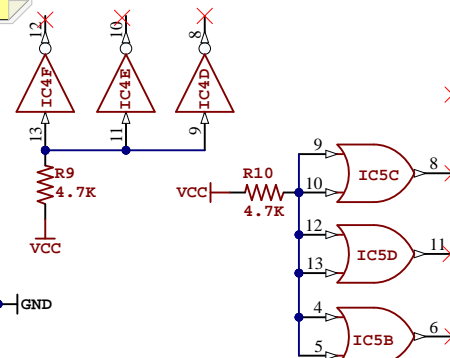 12
10
8
IC4F
IC4E
IC4D
13
11
9
R9
4.7K
VCC
GND
R10
VCC
4.7K
9
10
IC5C
8
12
13
IC5D
11
4
5
IC5B
6